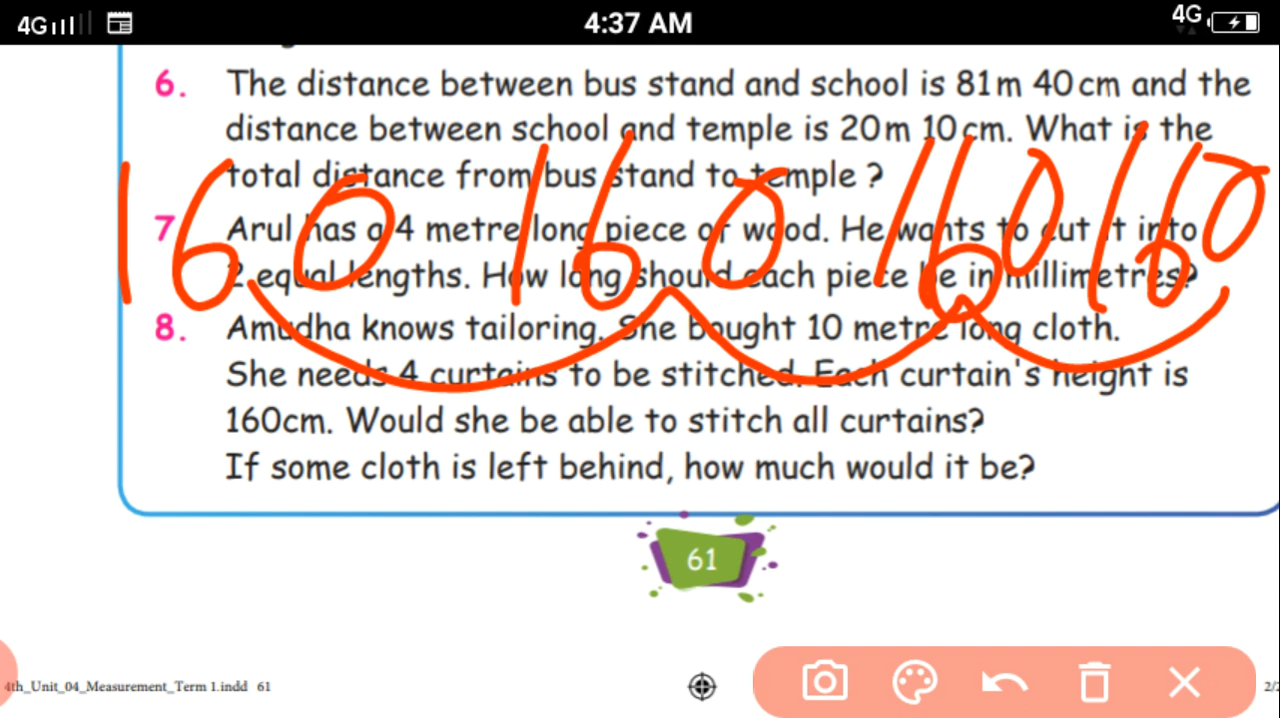 4G 4:37 AM 4G
6. The distance between bus stand and school is 81m 40cm and the
distance between school and temple is 20m 10cm. What is the
total distance from bus stand to temple ?
160 160 160 160
7. Arul has a 4 metre long piece of wood. He wants to cut it into
2 equal lengths. How long should each piece be in millimetres?
8. Amudha knows tailoring. She bought 10 metre long cloth.
She needs 4 curtains to be stitched. Each curtain's height is
160cm. Would she be able to stitch all curtains?
If some cloth is left behind, how much would it be?
61
4th_Unit_04_Measurement_Term 1.indd 61